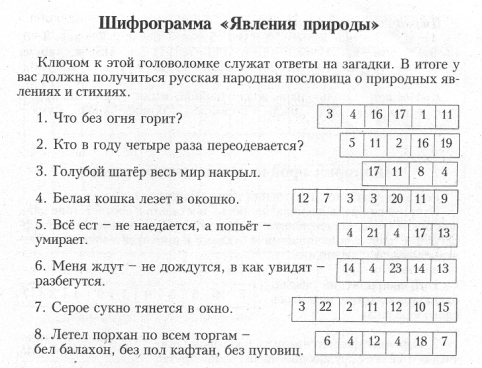 Шифрограмма «Явления природы»
Ключом к этой головоломке служат ответы на загадки. В итоге у
вас должна получиться русская народная пословица о природных яв-
лениях и стихиях.
1. Что без огня горит? 3 4 16 17 1 11
2. Кто в году четыре раза переодевается? 5 11 2 16 19
3. Голубой шатёр весь мир накрыл. 17 11 8 4
4. Белая кошка лезет в окошко. 12 7 3 3 20 11 9
5. Всё ест – не наедается, а попьёт –
умирает. 4 21 4 17 13
6. Меня ждут – не дождутся, в как увидят –
разбегутся. 14 4 23 14 13
7. Серое сукно тянется в окно. 3 22 2 11 12 10 15
8. Летел порхан по всем торгам –
бел балахон, без пол кафтан, без пуговиц. 6 4 12 4 18 7